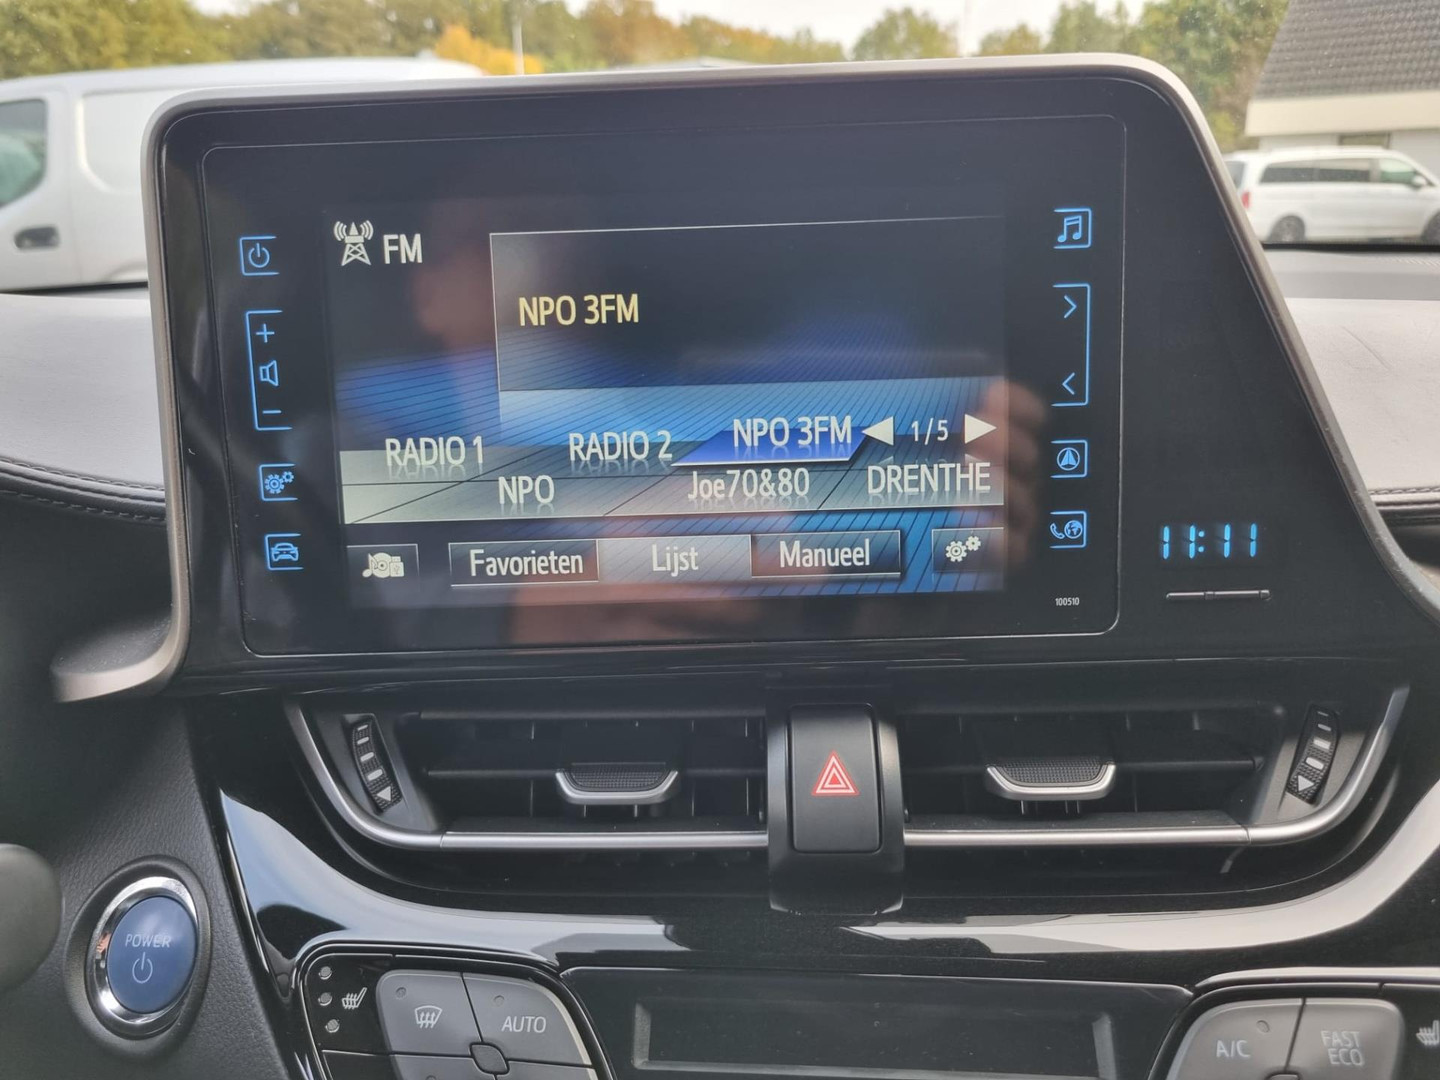 FM
NPO 3FM
RADIO 1
RADIO 2
NPO 3FM
1/5
NPO
Joe70&80
DRENTHE
Favorieten
Lijst
Manueel
100510
11:11
POWER
AUTO
A/C
FAST
ECO